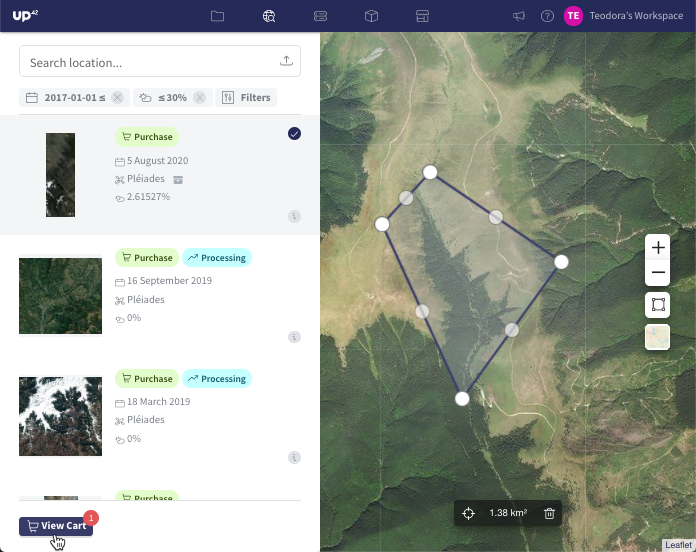 up42
TE Teodora's Workspace
Search location...
2017-01-01 ≤
≤ 30%
Filters
Purchase
5 August 2020
Pléiades
2.61527%
Purchase Processing
16 September 2019
Pléiades
0%
Purchase Processing
18 March 2019
Pléiades
0%
Purchase
View Cart 1
1.38 km²
Leaflet